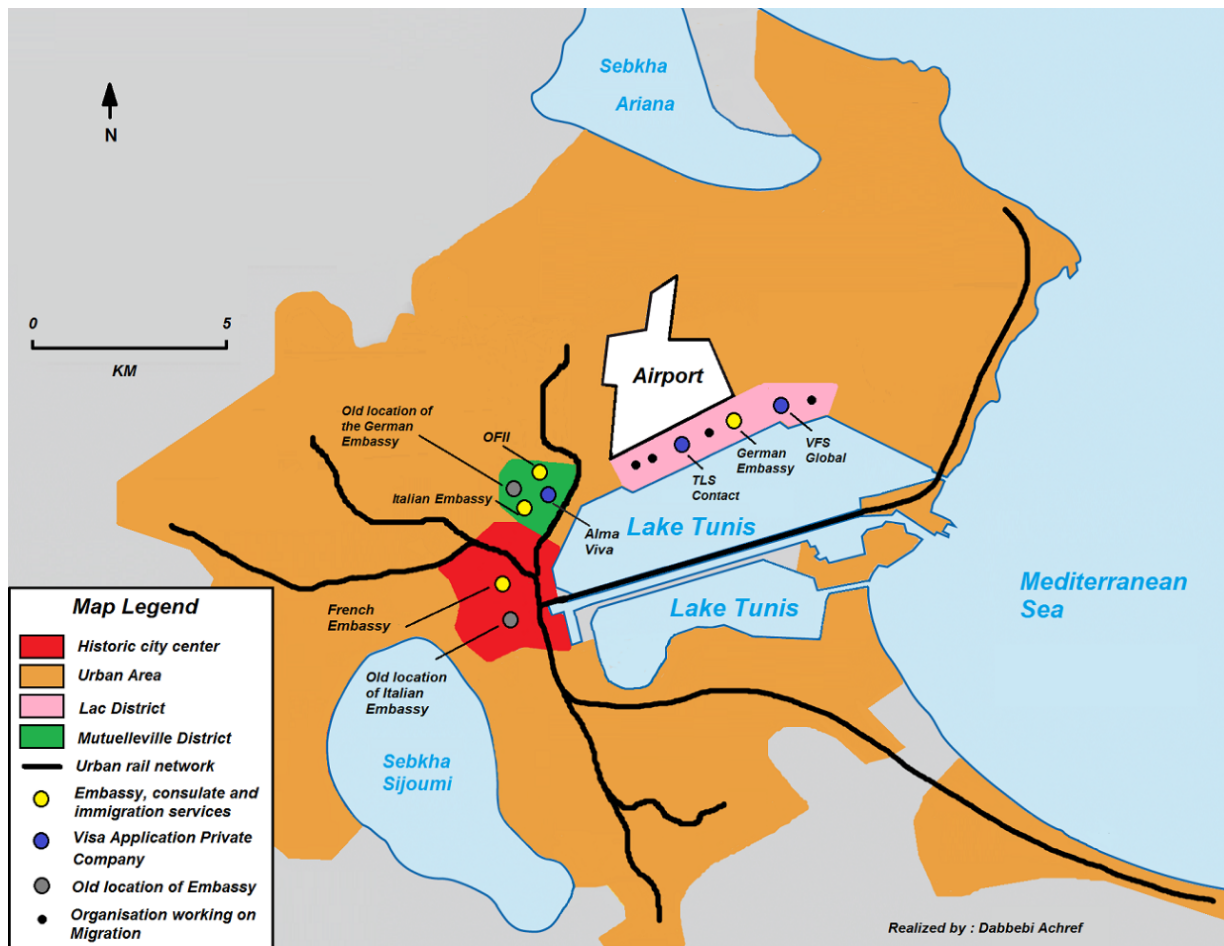 Sebkha
Ariana
N
0 5
KM
Airport
Old location of
the German
Embassy
OFII
Italian Embassy
Alma
Viva
TLS
Contact
German
Embassy
VFS
Global
Lake Tunis
Lake Tunis
Mediterranean
Sea
French
Embassy
Old location
of Italian
Embassy
Sebkha
Sijoumi
Map Legend
Historic city center
Urban Area
Lac District
Mutuelleville District
Urban rail network
Embassy, consulate and
immigration services
Visa Application Private
Company
Old location of Embassy
Organisation working on
Migration
Realized by : Dabbebi Achref